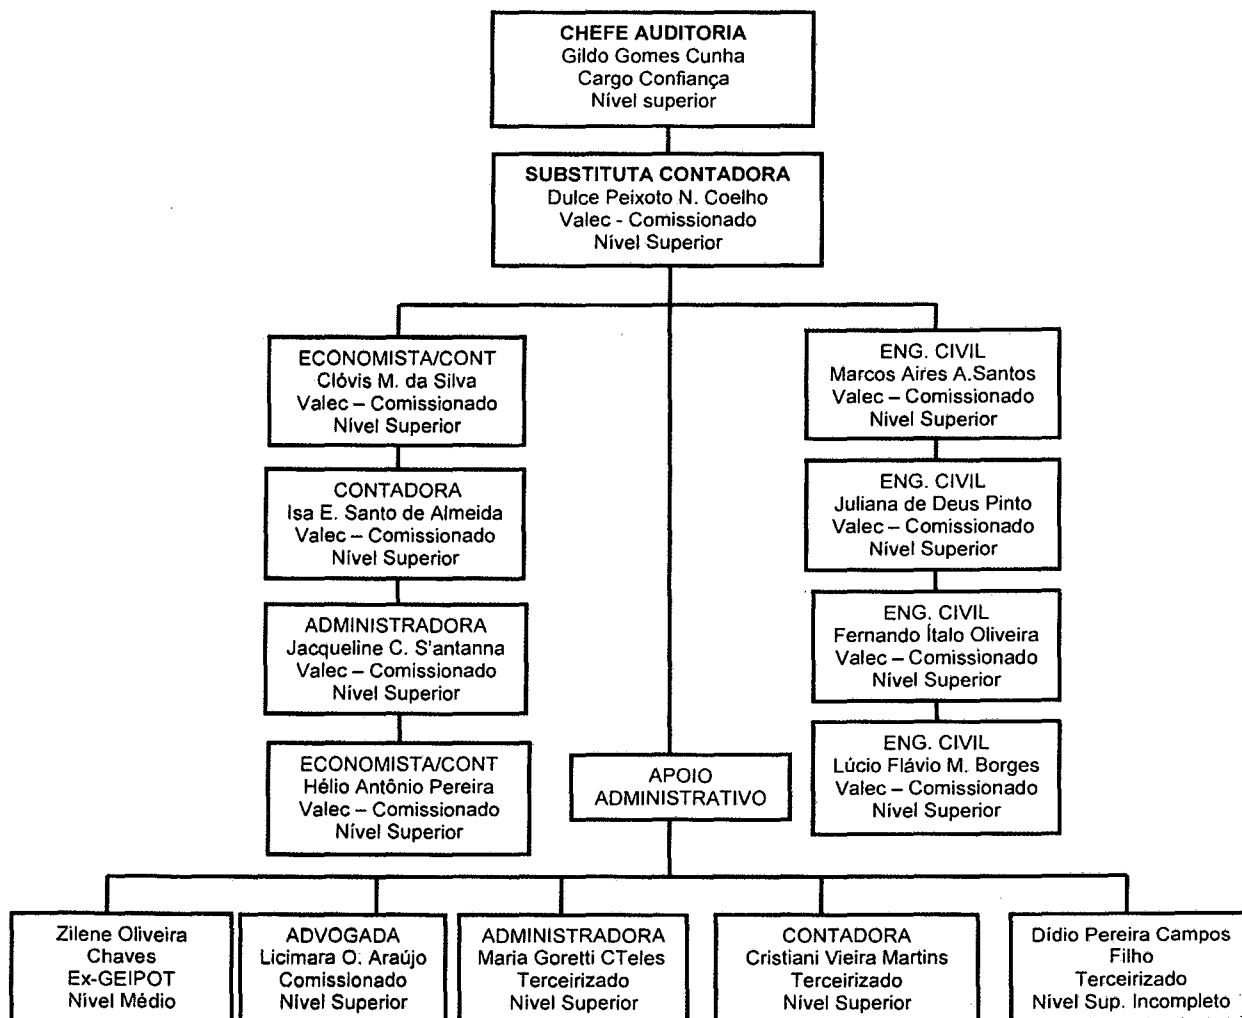 CHEFE AUDITORIA
Gildo Gomes Cunha
Cargo Confiança
Nível superior
SUBSTITUTA CONTADORA
Dulce Peixoto N. Coelho
Valec - Comissionado
Nível Superior
ECONOMISTA/CONT
Clóvis M. da Silva
Valec – Comissionado
Nível Superior
CONTADORA
Isa E. Santo de Almeida
Valec – Comissionado
Nível Superior
ADMINISTRADORA
Jacqueline C. S'antanna
Valec – Comissionado
Nível Superior
ECONOMISTA/CONT
Hélio Antônio Pereira
Valec – Comissionado
Nível Superior
ENG. CIVIL
Marcos Aires A.Santos
Valec – Comissionado
Nível Superior
ENG. CIVIL
Juliana de Deus Pinto
Valec – Comissionado
Nível Superior
ENG. CIVIL
Fernando Ítalo Oliveira
Valec – Comissionado
Nível Superior
ENG. CIVIL
Lúcio Flávio M. Borges
Valec – Comissionado
Nível Superior
APOIO
ADMINISTRATIVO
Zilene Oliveira
Chaves
Ex-GEIPOT
Nível Médio
ADVOGADA
Licimara O. Araújo
Comissionado
Nível Superior
ADMINISTRADORA
Maria Goretti CTeles
Terceirizado
Nível Superior
CONTADORA
Cristiani Vieira Martins
Terceirizado
Nível Superior
Dídio Pereira Campos
Filho
Terceirizado
Nível Sup. Incompleto